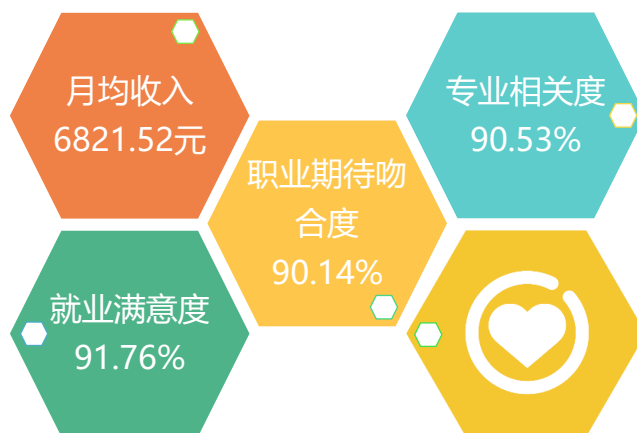 月均收入
6821.52元
专业相关度
90.53%
职业期待吻
合度
90.14%
就业满意度
91.76%